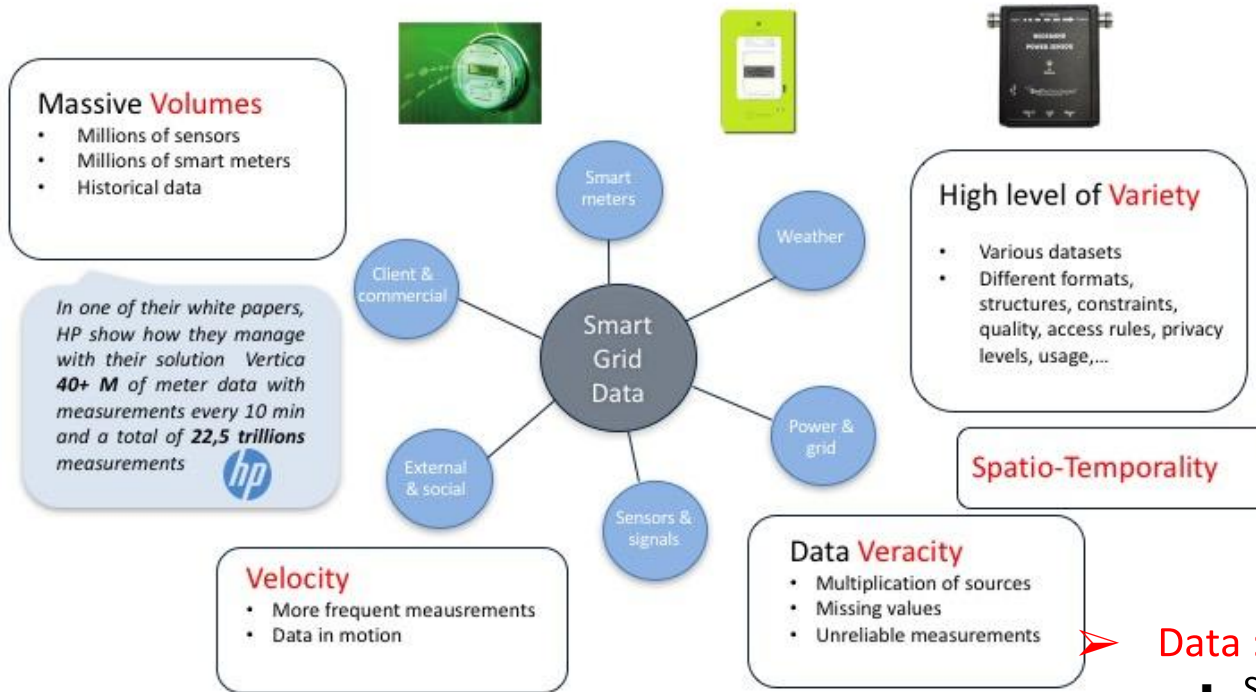 Massive Volumes
• Millions of sensors
• Millions of smart meters
• Historical data
In one of their white papers,
HP show how they manage
with their solution Vertica
40+ M of meter data with
measurements every 10 min
and a total of 22,5 trillions
measurements
hp
Smart
meters
Weather
Client &
commercial
Smart
Grid
Data
Power &
grid
External
& social
Sensors &
signals
POWER SENSOR
High level of Variety
• Various datasets
• Different formats,
structures, constraints,
quality, access rules, privacy
levels, usage,...
Spatio-Temporality
Velocity
• More frequent meausrements
• Data in motion
Data Veracity
• Multiplication of sources
• Missing values
• Unreliable measurements
➢ Data